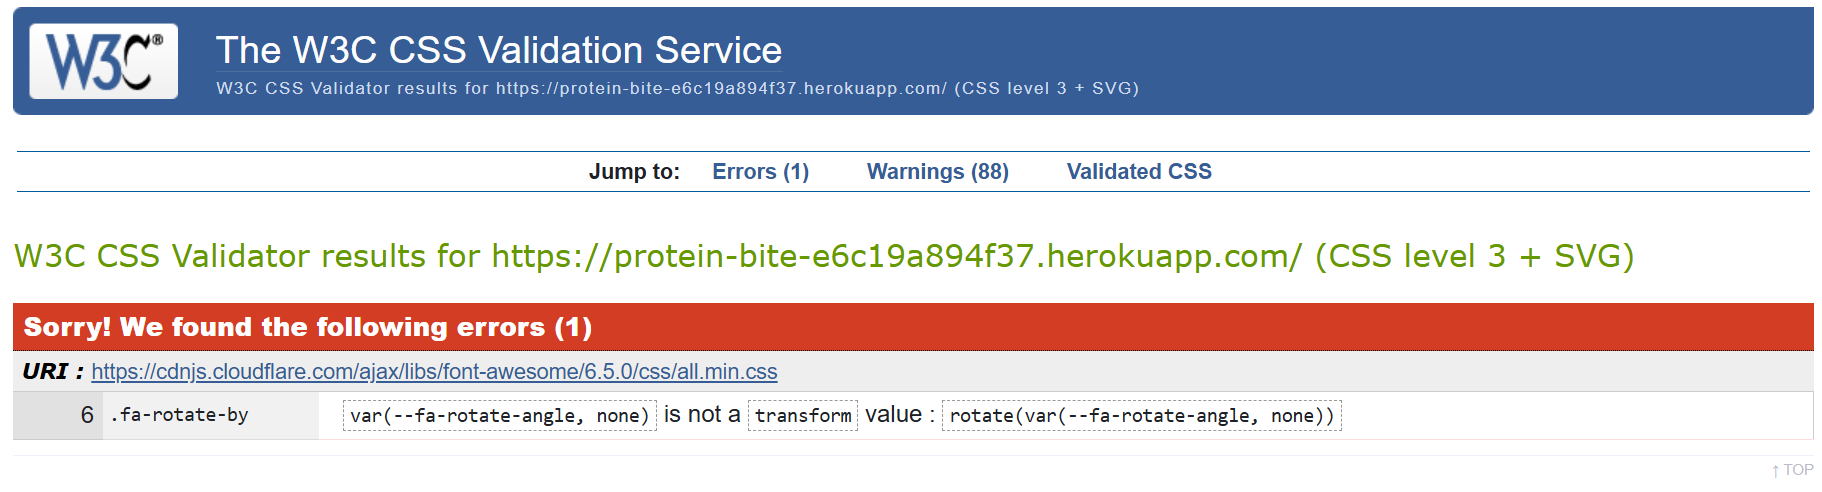 W3C®
The W3C CSS Validation Service
W3C CSS Validator results for https://protein-bite-e6c19a894f37.herokuapp.com/ (CSS level 3 + SVG)
Jump to: Errors (1) Warnings (88) Validated CSS
W3C CSS Validator results for https://protein-bite-e6c19a894f37.herokuapp.com/ (CSS level 3 + SVG)
Sorry! We found the following errors (1)
URI : https://cdnjs.cloudflare.com/ajax/libs/font-awesome/6.5.0/css/all.min.css
6 .fa-rotate-by var(--fa-rotate-angle, none) is not a transform value : rotate(var(--fa-rotate-angle, none))
↑ TOP